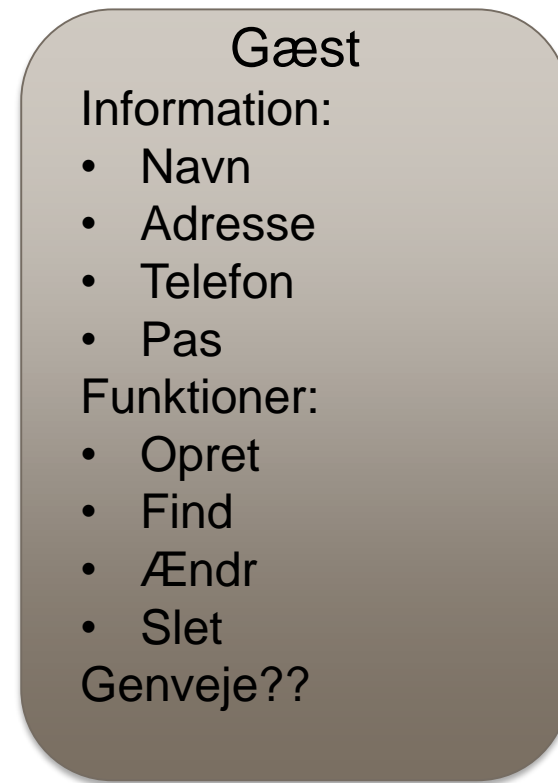 Gæst
Information:
• Navn
• Adresse
• Telefon
• Pas
Funktioner:
• Opret
• Find
• Ændr
• Slet
Genveje??